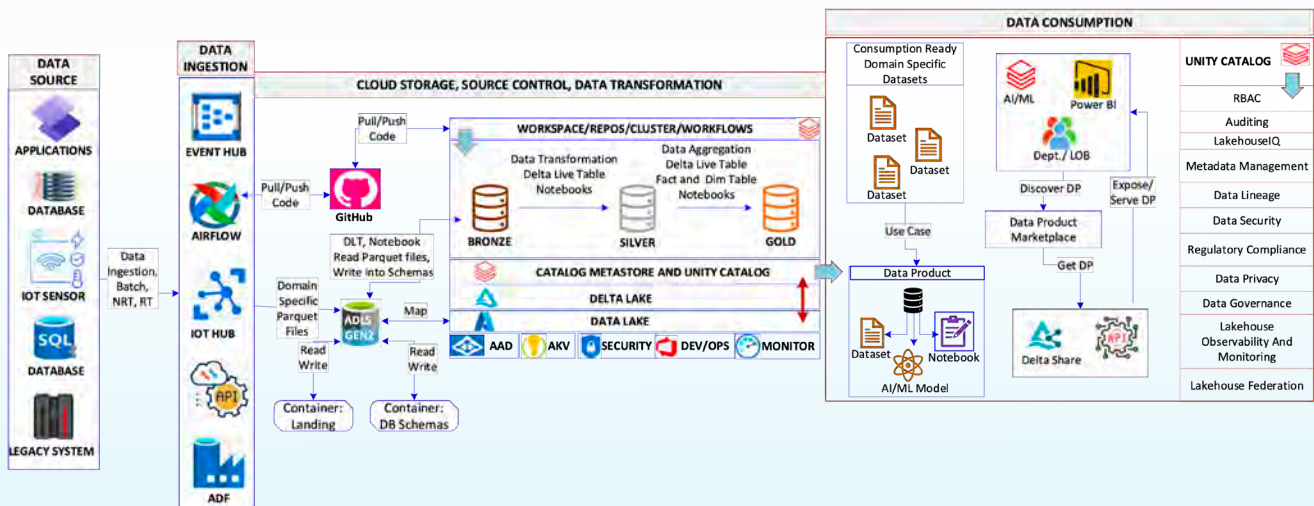 DATA
SOURCE
APPLICATIONS
DATABASE
IOT SENSOR
SQL
DATABASE
LEGACY SYSTEM
Data
Ingestion,
Batch,
NRT, RT
DATA
INGESTION
EVENT HUB
AIRFLOW
IOT HUB
API
ADF
CLOUD STORAGE, SOURCE CONTROL, DATA TRANSFORMATION
Pull/Push
Code
Pull/Push
Code
GitHub
DLT, Notebook
Read Parquet files,
Write into Schemas
Domain
Specific
Parquet
Files
ADLS
GEN2
Map
Read
Write
Read
Write
Container:
Landing
Container:
DB Schemas
WORKSPACE/REPOS/CLUSTER/WORKFLOWS
Data Transformation
Delta Live Table
Notebooks
Data Aggregation
Delta Live Table
Fact and Dim Table
Notebooks
BRONZE
SILVER
GOLD
CATALOG METASTORE AND UNITY CATALOG
DELTA LAKE
DATA LAKE
AAD
AKV
SECURITY
DEV/OPS
MONITOR
DATA CONSUMPTION
Consumption Ready
Domain Specific
Datasets
Dataset
Dataset
Dataset
Use Case
Data Product
Dataset
Notebook
AI/ML Model
AI/ML
Power BI
Dept./ LOB
Discover DP
Expose/
Serve DP
Data Product
Marketplace
Get DP
Delta Share
API
UNITY CATALOG
RBAC
Auditing
LakehouseIQ
Metadata Management
Data Lineage
Data Security
Regulatory Compliance
Data Privacy
Data Governance
Lakehouse
Observability And
Monitoring
Lakehouse Federation